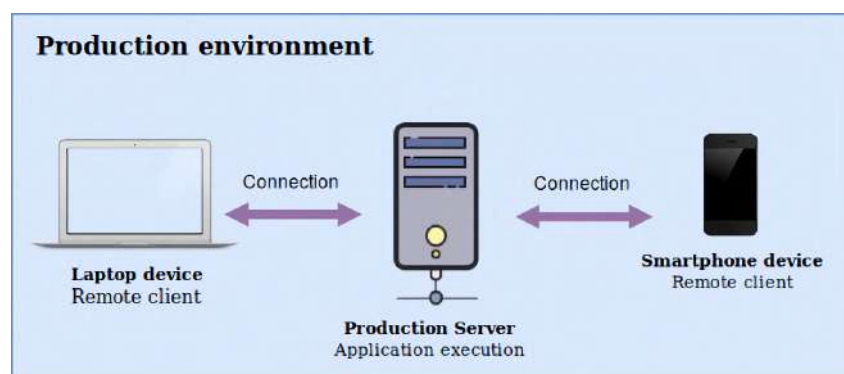 Production environment
Connection
Connection
Laptop device
Remote client
Production Server
Application execution
Smartphone device
Remote client